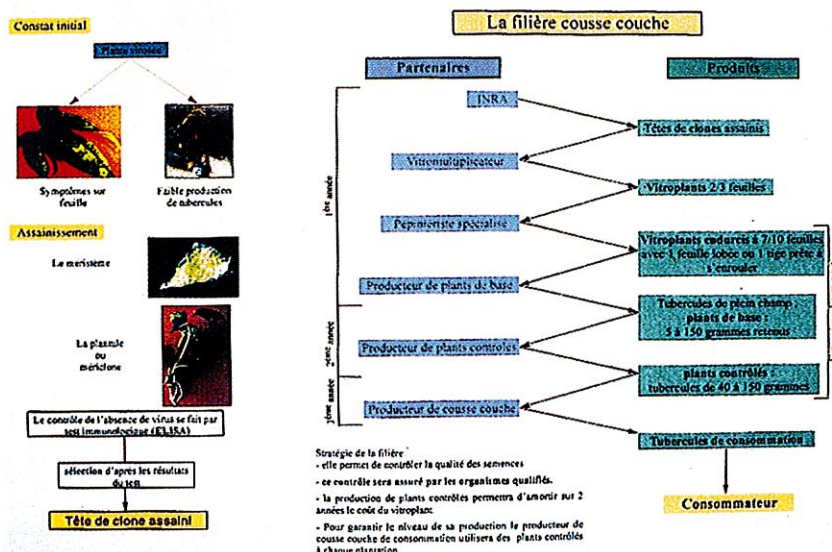 Constat initial
Plante virosée
Symptômes sur
feuille
Faible production
de tubercules
Assainissement
Le meristème
La plantule
ou
mériclone
Le contrôle de l'absence de virus se fait par
test immunologique (ELISA)
sélection d'après les résultats
du test
Tête de clone assaini
La filière cousse couche
Partenaires
Produits
1ère année
2ème année
3ème année
INRA
Têtes de clones assainis
Vitromultiplicateur
Vitroplants 2/3 feuilles
Pépiniériste spécialisé
Vitroplants endurcis à 7/10 feuilles
avec 1 feuille lobée ou 1 tige prête à
s'enrouler
Producteur de plants de base
Tubercules de plein champ :
plants de base :
5 à 150 grammes retenus
Producteur de plants contrôlés
plants contrôlés :
tubercules de 40 à 150 grammes
Producteur de cousse couche
Tubercules de consommation
Consommateur
Stratégie de la filière
- elle permet de contrôler la qualité des semences
- ce contrôle sera assuré par les organismes qualifiés.
- la production de plants contrôlés permettra d'amortir sur 2
années le coût du vitroplant
- Pour garantir le niveau de sa production le producteur de
cousse couche de consommation utilisera des plants contrôlés
à chaque plantation